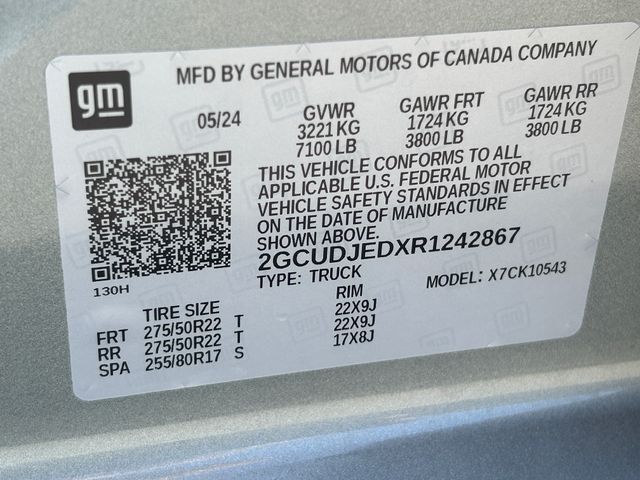 gm
MFD BY GENERAL MOTORS OF CANADA COMPANY
05/24
GVWR
3221 KG
7100 LB
GAWR FRT
1724 KG
3800 LB
GAWR RR
1724 KG
3800 LB
THIS VEHICLE CONFORMS TO ALL
APPLICABLE U.S. FEDERAL MOTOR
VEHICLE SAFETY STANDARDS IN EFFECT
ON THE DATE OF MANUFACTURE
SHOWN ABOVE.
2GCUDJEDXR1242867
TYPE: TRUCK
MODEL: X7CK10543
130H
TIRE SIZE RIM
FRT 275/50R22 T 22X9J
RR 275/50R22 T 22X9J
SPA 255/80R17 S 17X8J